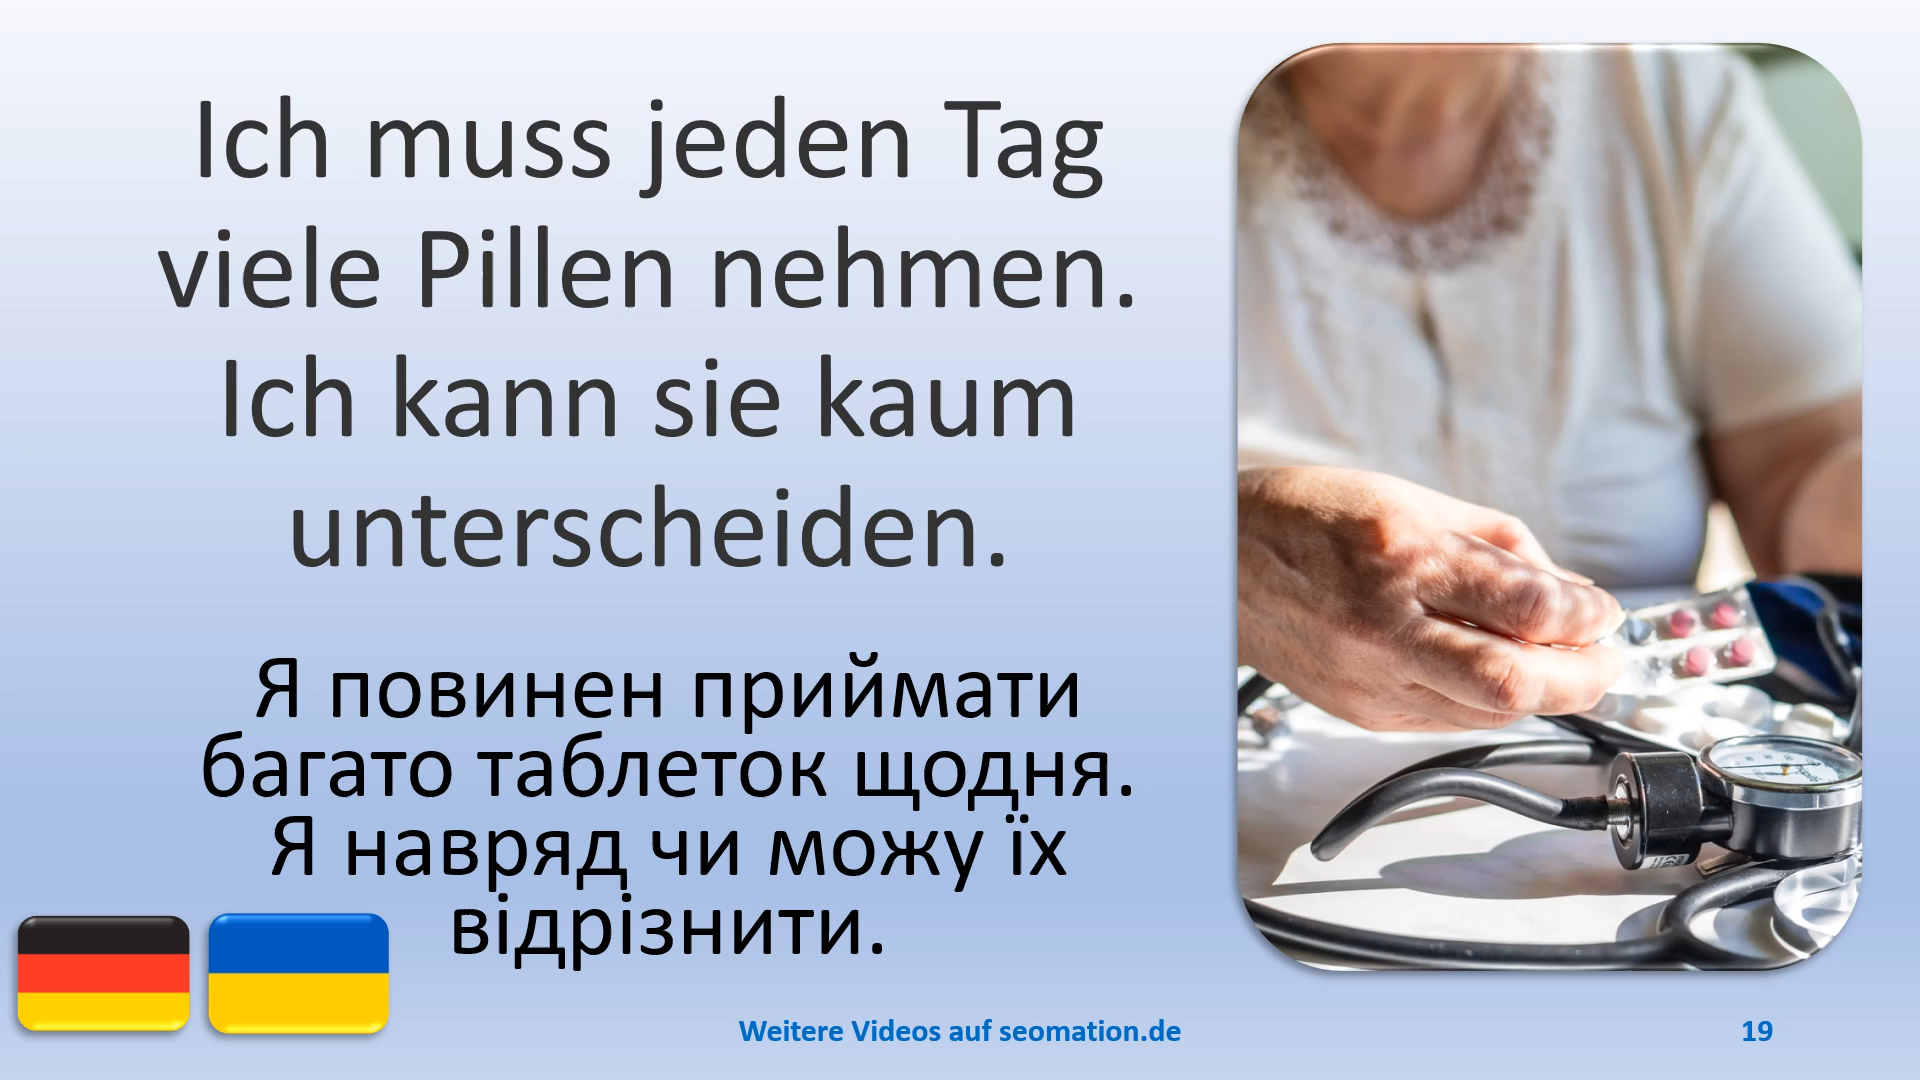 Ich muss jeden Tag
viele Pillen nehmen.
Ich kann sie kaum
unterscheiden.
Я повинен приймати
багато таблеток щодня.
Я навряд чи можу їх
відрізнити.
Weitere Videos auf seomation.de
19